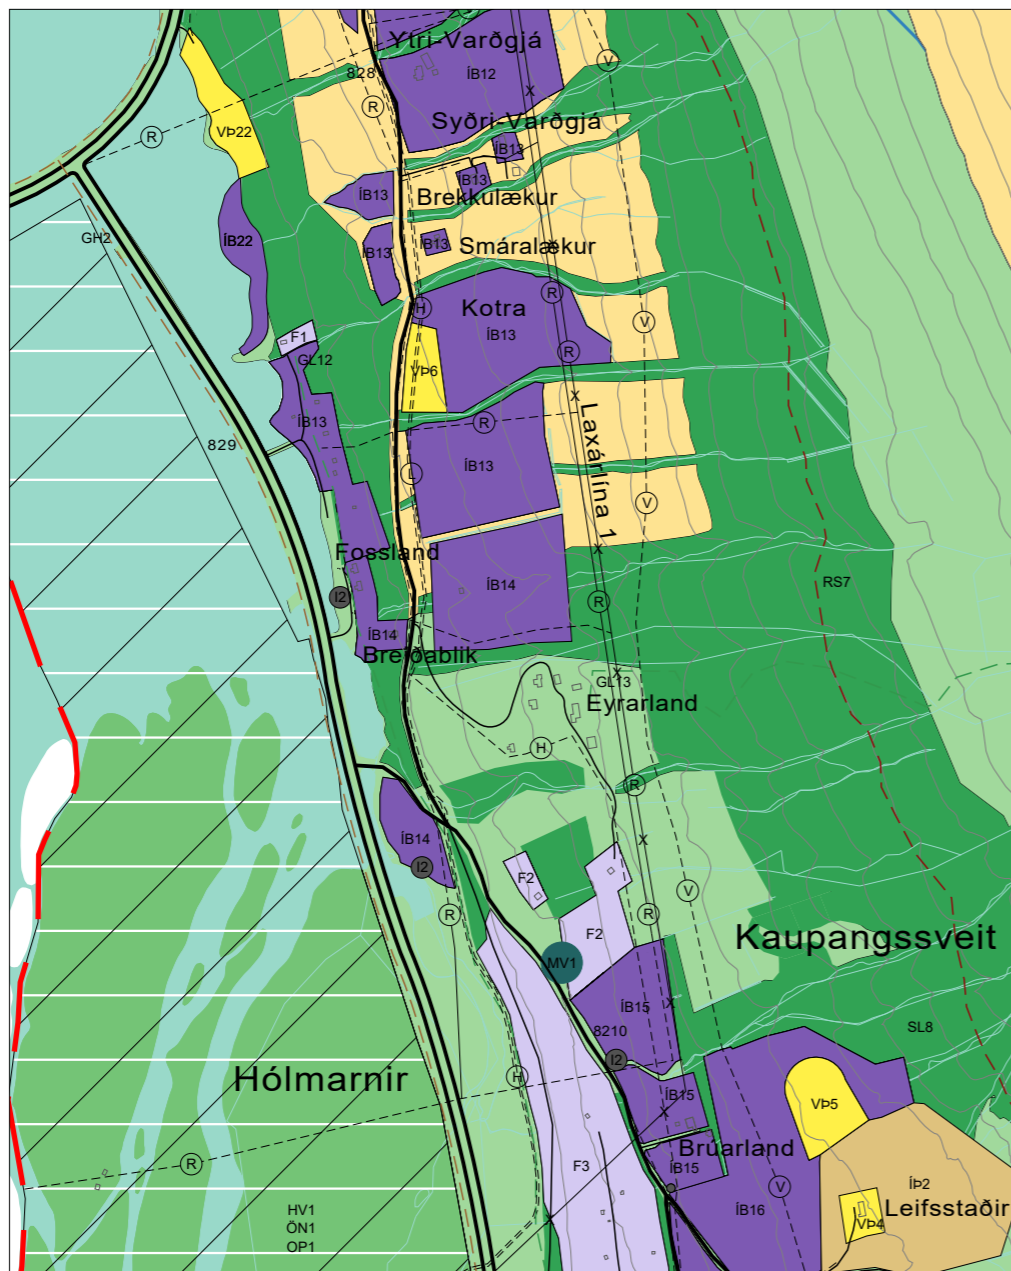 Ytri-Varðgjá
828
ÍB12
V
R
R
VÞ22
Syðri-Varðgjá
ÍB13
ÍB13
ÍB13
Brekkulækur
GH2
ÍB22
ÍB13
ÍB13
Smáralækur
R
H
Kotra
V
F1
ÍB13
GL12
R
VÞ6
ÍB13
R
829
Laxárlína 1
L
ÍB13
V
Fossland
RS7
I2
ÍB14
R
ÍB14
Breiðablik
GL13
Eyrarland
H
R
ÍB14
I2
F2
V
R
R
F2
Kaupangssveit
MV1
ÍB15
SL8
8210
I2
Hólmarnir
H
ÍB15
VÞ5
Brúarland
R
F3
ÍB15
V
ÍÞ2
HV1
ÍB16
Leifsstaðir
ÖN1
VÞ4
OP1